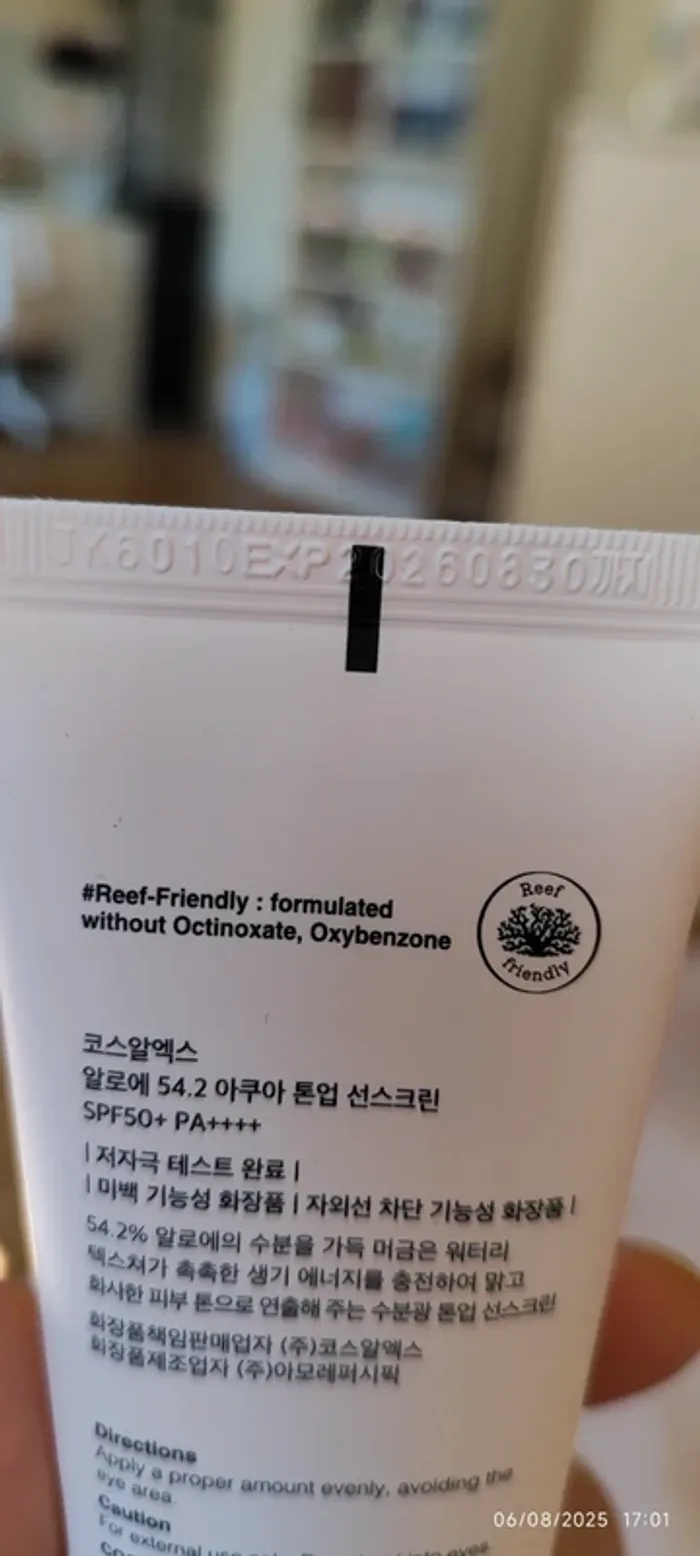 JK6010EXP20260830까지
#Reef-Friendly : formulated
without Octinoxate, Oxybenzone
Reef
friendly
코스알엑스
알로에 54.2 아쿠아 톤업 선스크린
SPF50+ PA++++
| 저자극 테스트 완료 |
| 미백 기능성 화장품 | 자외선 차단 기능성 화장품 |
54.2% 알로에의 수분을 가득 머금은 워터리
텍스쳐가 촉촉한 생기 에너지를 충전하여 맑고
화사한 피부 톤으로 연출해 주는 수분광 톤업 선스크린
화장품책임판매업자 (주)코스알엑스
화장품제조업자 (주)아모레퍼시픽
Directions
Apply a proper amount evenly, avoiding the
eye area.
Caution
For external use only.
into eyes.
06/08/2025 17:01